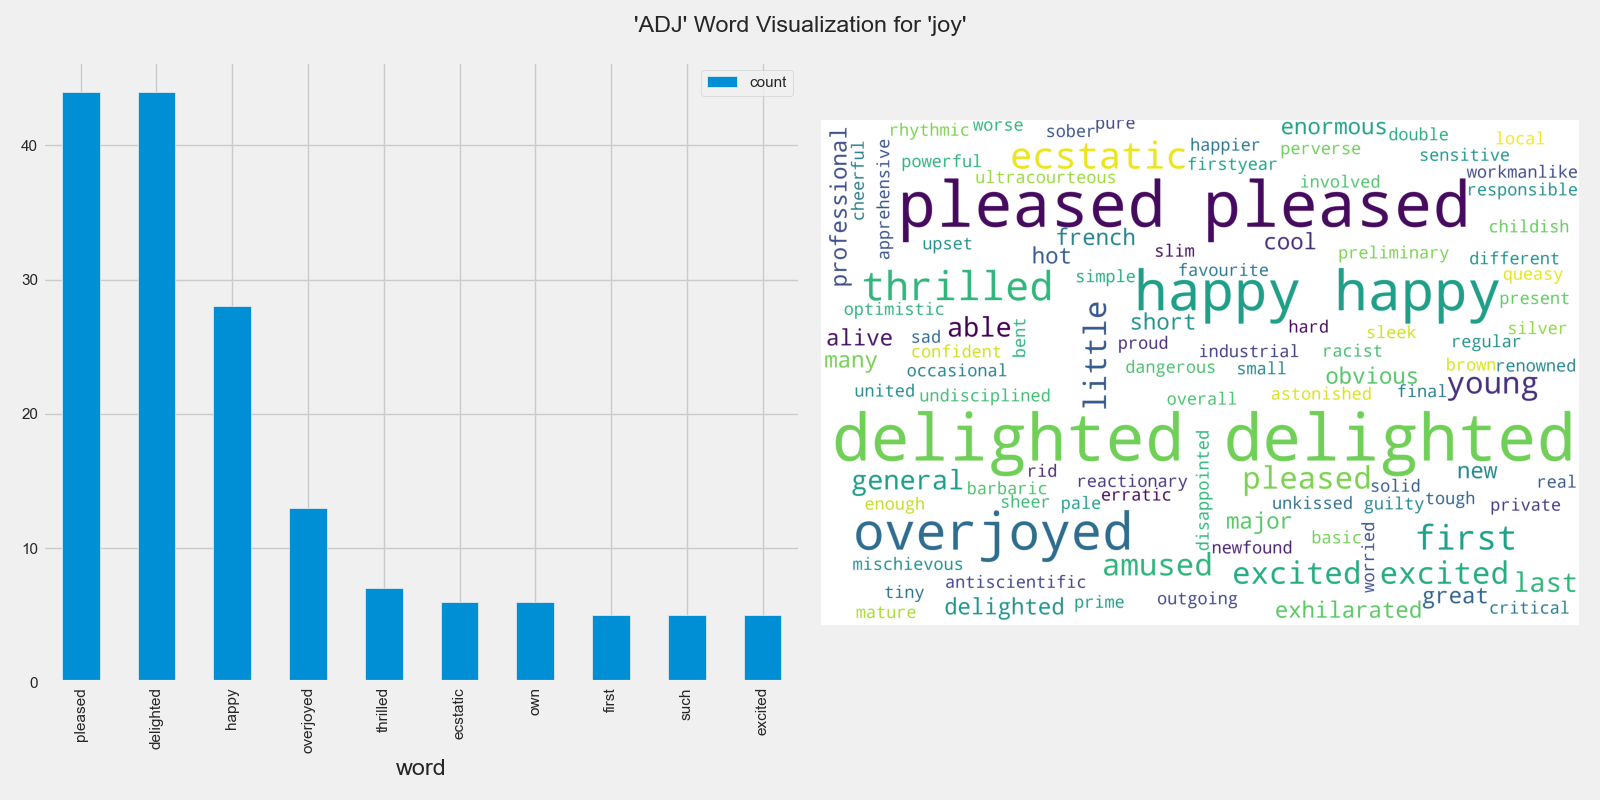 'ADJ' Word Visualization for 'joy'
count
40
30
20
10
0
pleased
delighted
happy
overjoyed
thrilled
ecstatic
own
first
such
excited
word
rhythmic
worse
sober
pure
enormous
double
local
professional
cheerful
apprehensive
powerful
ecstatic
happier
firstyear
perverse
sensitive
workmanlike
ultracourteous
involved
responsible
pleased pleased
childish
upset
french
hot
slim
cool
preliminary
different
thrilled
simple
favourite
happy happy
queasy
present
optimistic
little
short
hard
sleek
silver
alive
sad
able
bent
proud
industrial
racist
regular
many
confident
occasional
dangerous
small
obvious
brown
renowned
young
united
undisciplined
overall
astonished
final
delighted delighted
general
rid
reactionary
disappointed
pleased
solid
new
real
enough
barbaric
sheer
pale
erratic
unkissed
guilty
tough
private
overjoyed
major
basic
worried
first
newfound
mischievous
amused
excited excited
last
tiny
antiscientific
outgoing
great
mature
delighted
prime
exhilarated
critical